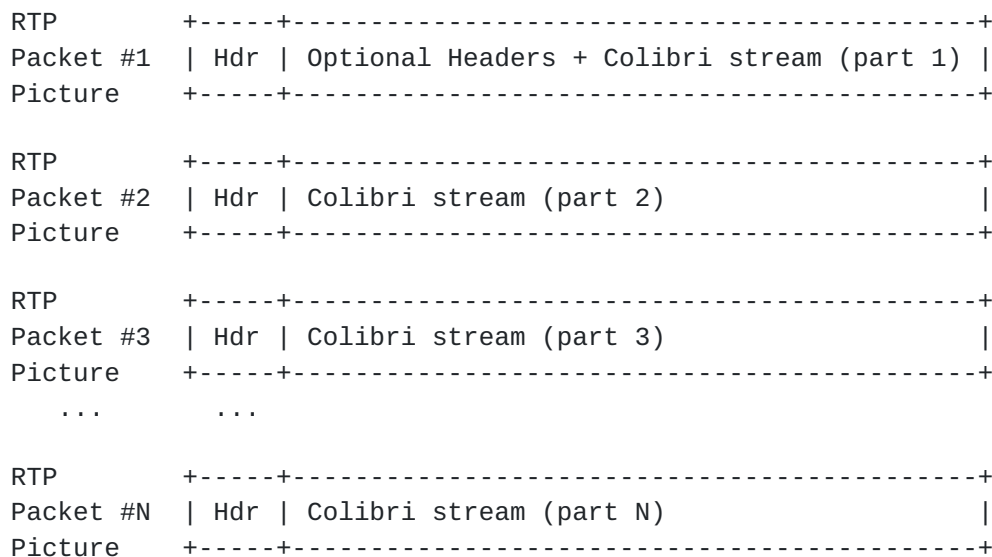 RTP        +-----+--------------------------------------------+
Packet #1  | Hdr | Optional Headers + Colibri stream (part 1) |
Picture    +-----+--------------------------------------------+

RTP        +-----+--------------------------------------------+
Packet #2  | Hdr | Colibri stream (part 2)                    |
Picture    +-----+--------------------------------------------+

RTP        +-----+--------------------------------------------+
Packet #3  | Hdr | Colibri stream (part 3)                    |
Picture    +-----+--------------------------------------------+
   ...       ...

RTP        +-----+--------------------------------------------+
Packet #N  | Hdr | Colibri stream (part N)                    |
Picture    +-----+--------------------------------------------+